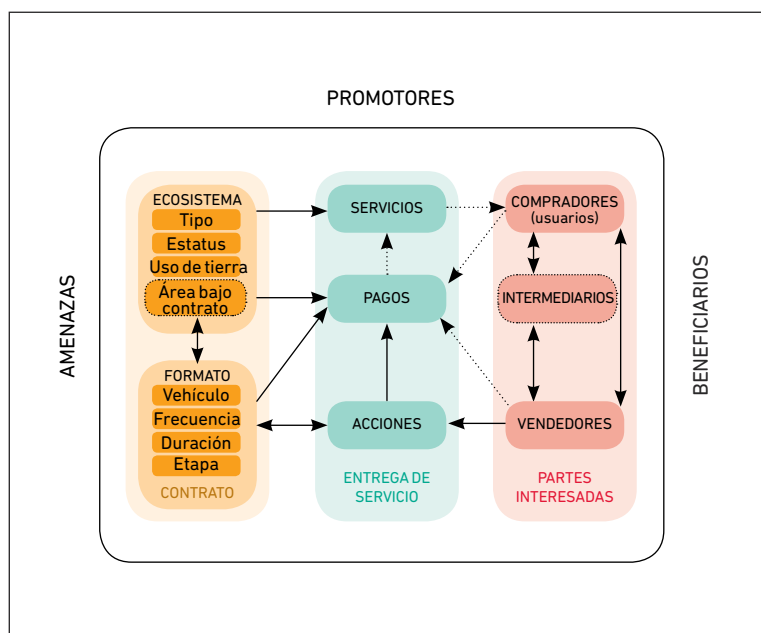 PROMOTORES
AMENAZAS
ECOSISTEMA
Tipo
Estatus
Uso de tierra
Área bajo
contrato
FORMATO
Vehículo
Frecuencia
Duración
Etapa
CONTRATO
SERVICIOS
PAGOS
ACCIONES
ENTREGA DE
SERVICIO
COMPRADORES
(usuarios)
INTERMEDIARIOS
VENDEDORES
PARTES
INTERESADAS
BENEFICIARIOS